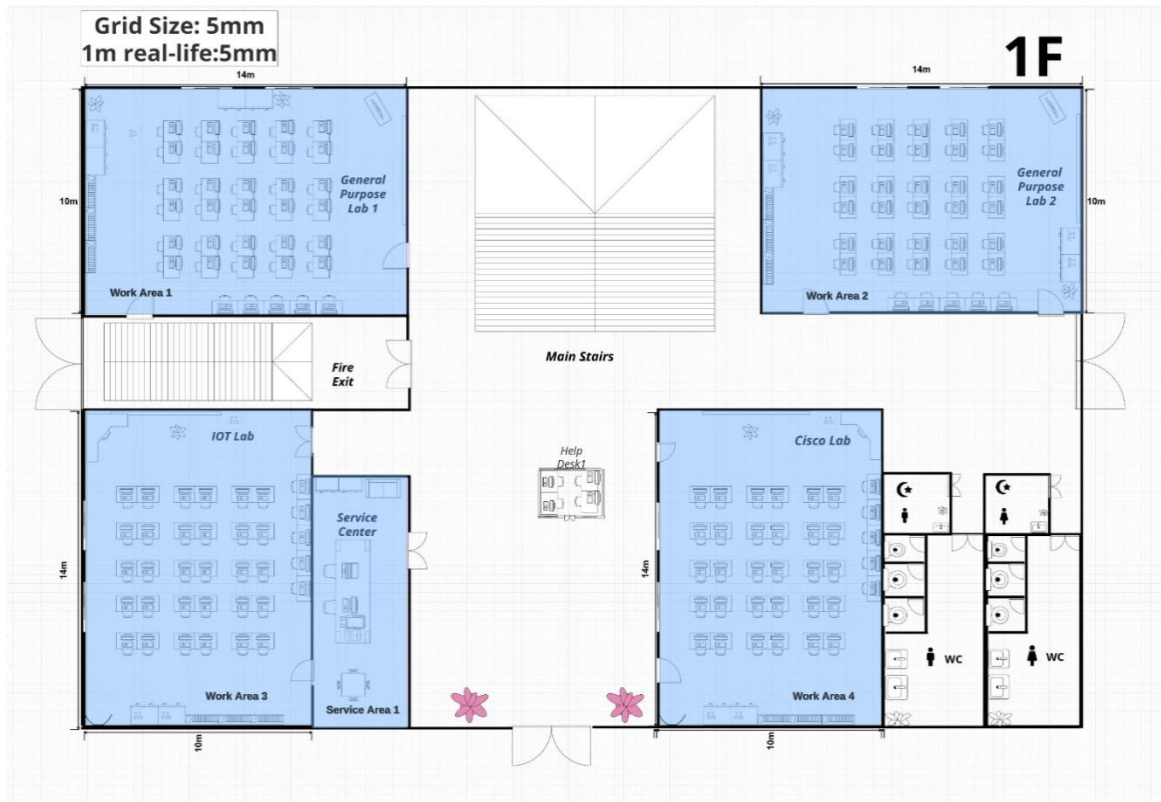 Grid Size: 5mm
1m real-life:5mm
1F
14m
14m
General
Purpose
Lab 1
General
Purpose
Lab 2
10m
10m
Work Area 1
Work Area 2
Main Stairs
Fire
Exit
IOT Lab
Cisco Lab
Help
Desk1
Service
Center
14m
14m
WC
WC
Work Area 3
Service Area 1
Work Area 4
10m
10m